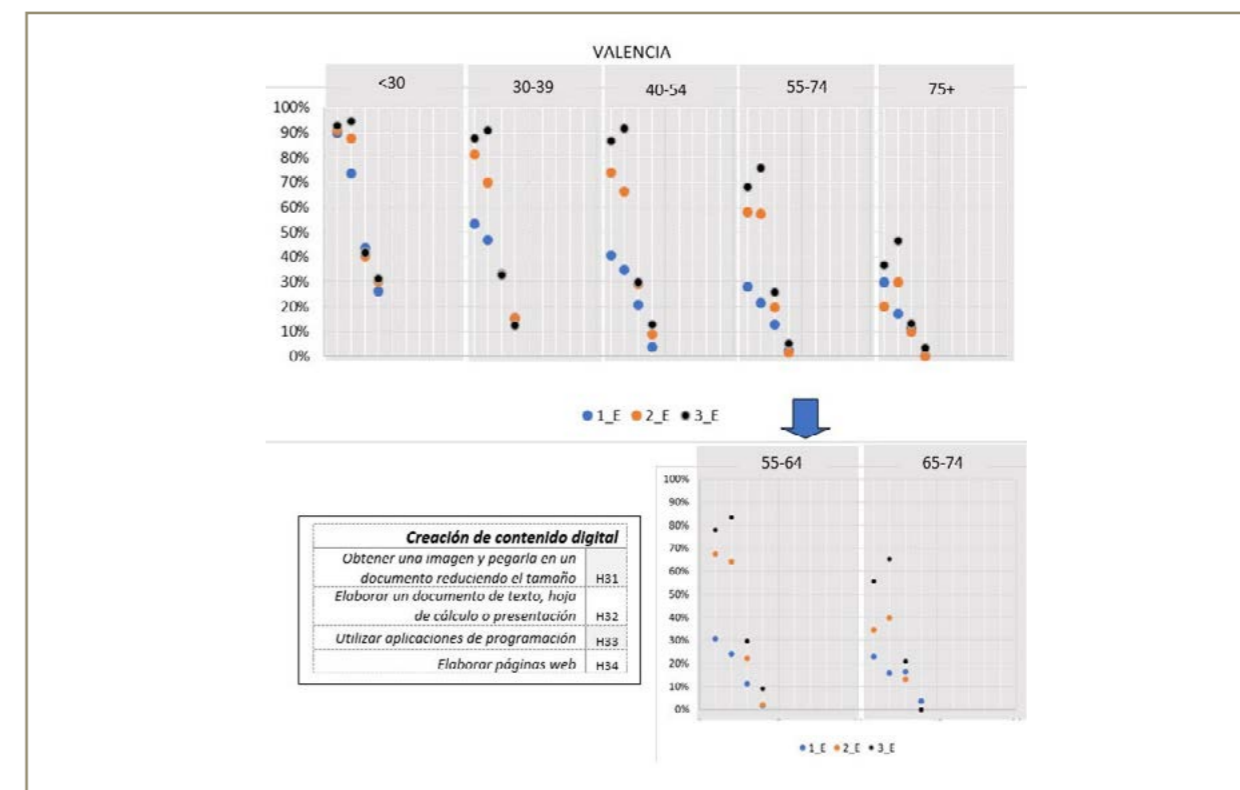 VALENCIA
<30 30-39 40-54 55-74 75+
100%
90%
80%
70%
60%
50%
40%
30%
20%
10%
0%
1_E 2_E 3_E
55-64 65-74
100%
90%
80%
70%
60%
50%
40%
30%
20%
10%
0%
1_E 2_E 3_E
Creación de contenido digital
Obtener una imagen y pegarla en un
documento reduciendo el tamaño H31
Elaborar un documento de texto, hoja
de cálculo o presentación H32
Utilizar aplicaciones de programación H33
Elaborar páginas web H34